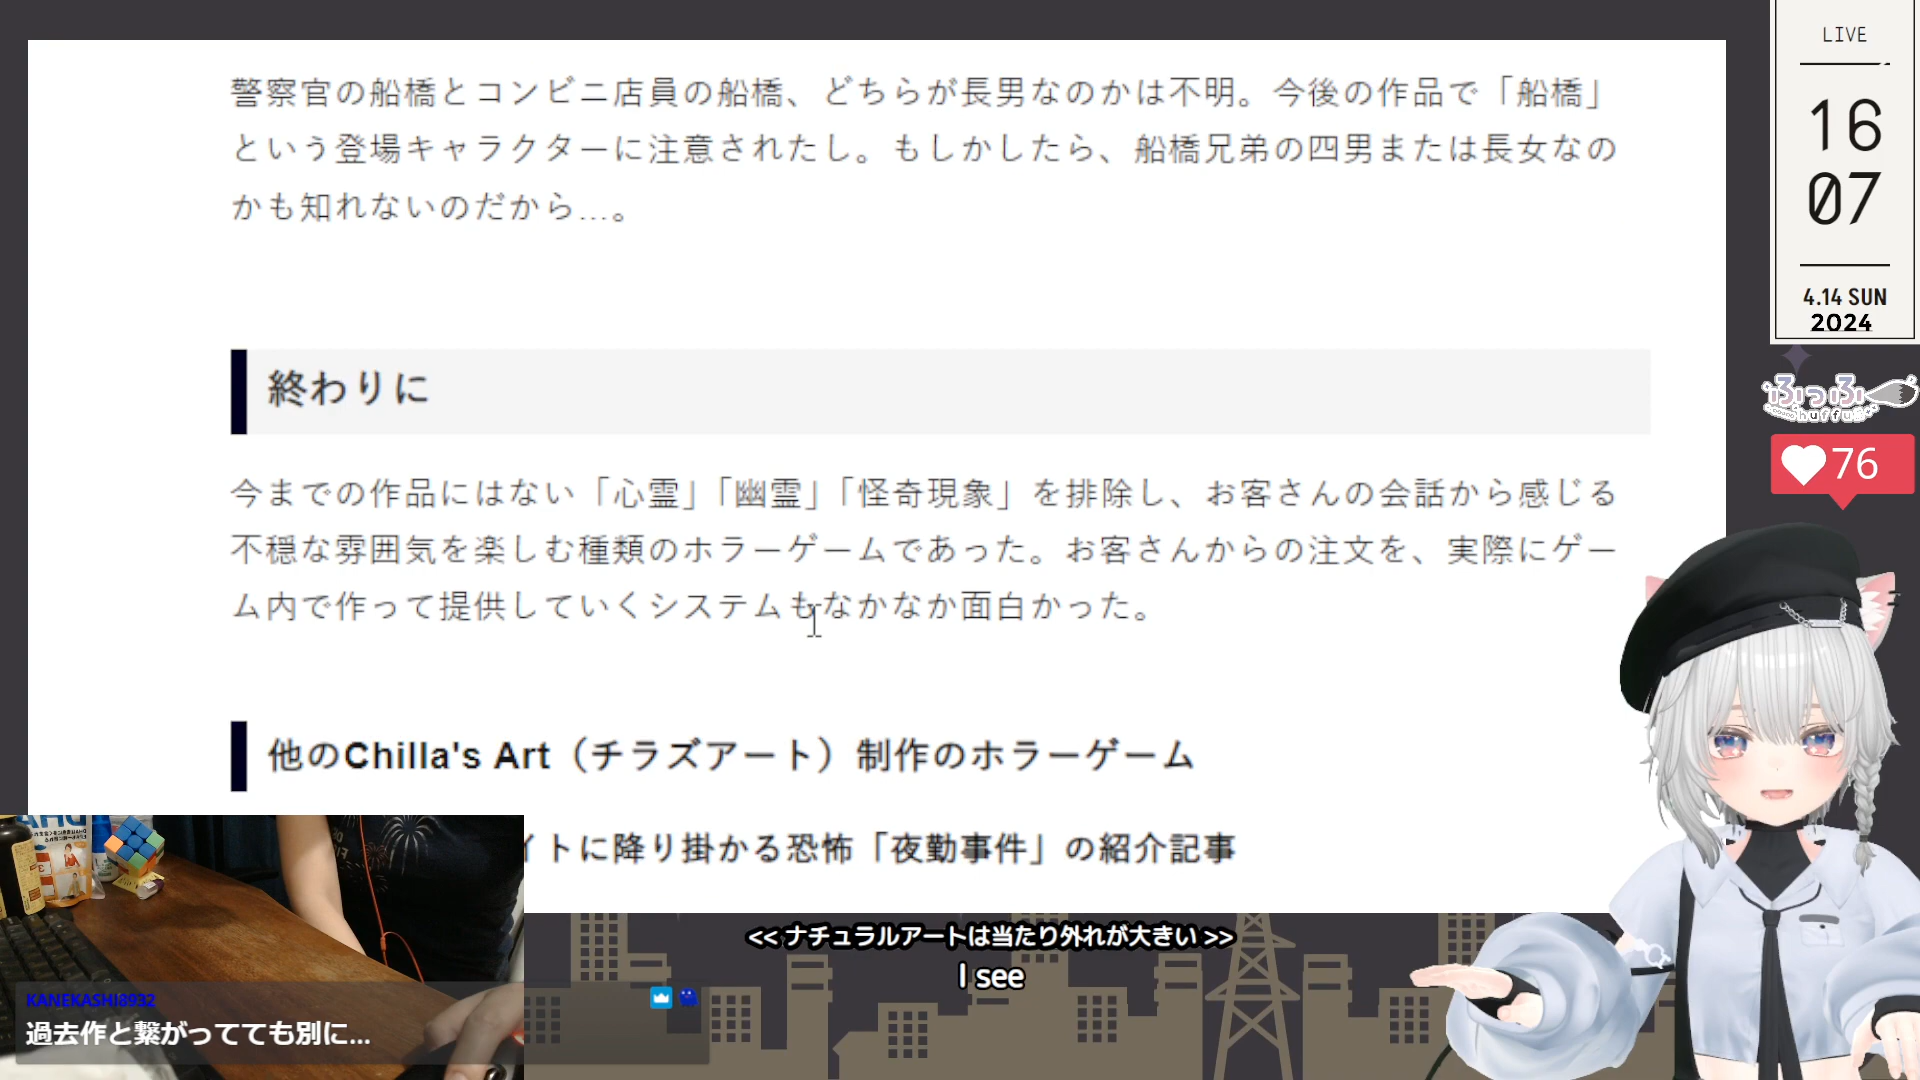 警察官の船橋とコンビニ店員の船橋、どちらが長男なのかは不明。今後の作品で「船橋」
という登場キャラクターに注意されたし。もしかしたら、船橋兄弟の四男または長女なの
かも知れないのだから…。
終わりに
今までの作品にはない「心霊」「幽霊」「怪奇現象」を排除し、お客さんの会話から感じる
不穏な雰囲気を楽しむ種類のホラーゲームであった。お客さんからの注文を、実際にゲー
ム内で作って提供していくシステムもなかなか面白かった。
他のChilla's Art（チラズアート）制作のホラーゲーム
イトに降り掛かる恐怖「夜勤事件」の紹介記事
<< ナチュラルアートは当たり外れが大きい >>
I see
KANEKASHI8932
過去作と繋がってても別に...
LIVE
16
07
4.14 SUN
2024
ふっふ
huffu
76
DHA